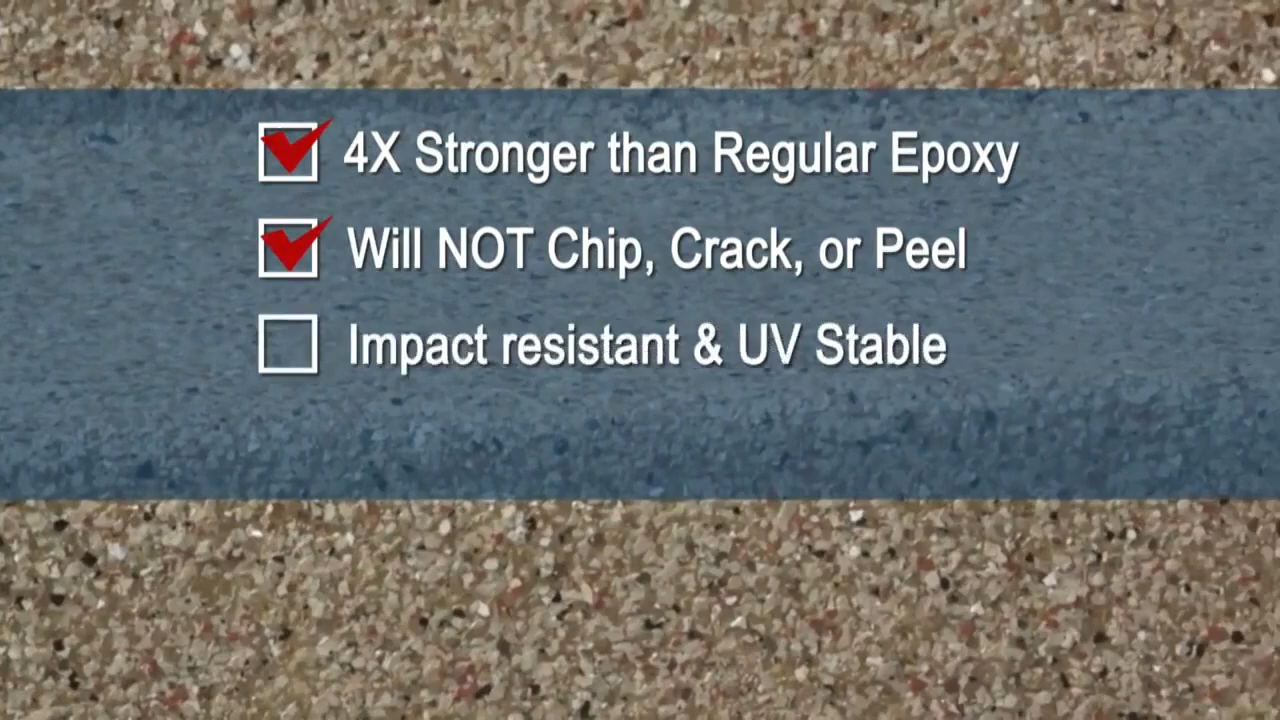 4X Stronger than Regular Epoxy
Will NOT Chip, Crack, or Peel
Impact resistant & UV Stable